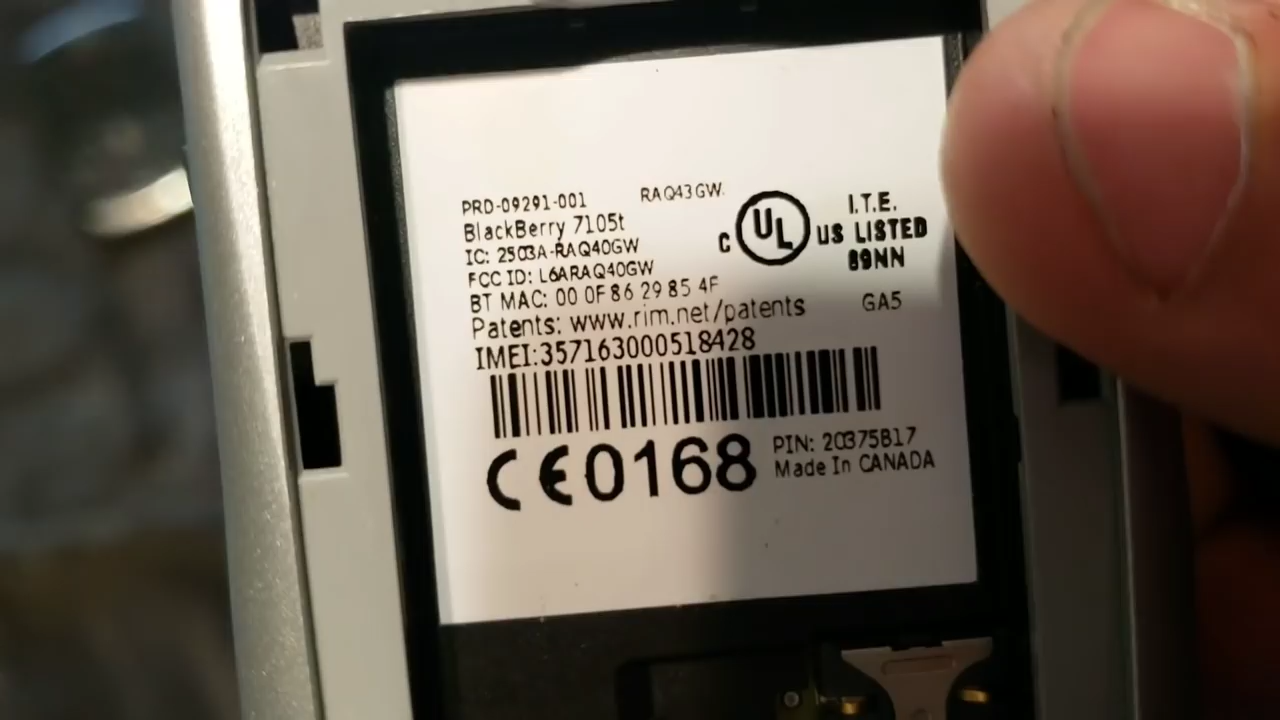 PRD-09291-001 RAQ43GW
BlackBerry 7105t
IC: 2503A-RAQ40GW
FCC ID: L6ARAQ40GW
BT MAC: 00 0F 86 29 85 4F
Patents: www.rim.net/patents
IMEI:357163000518428
C UL US I.T.E.
LISTED
89NN
GA5
CE0168
PIN: 20375B17
Made In CANADA